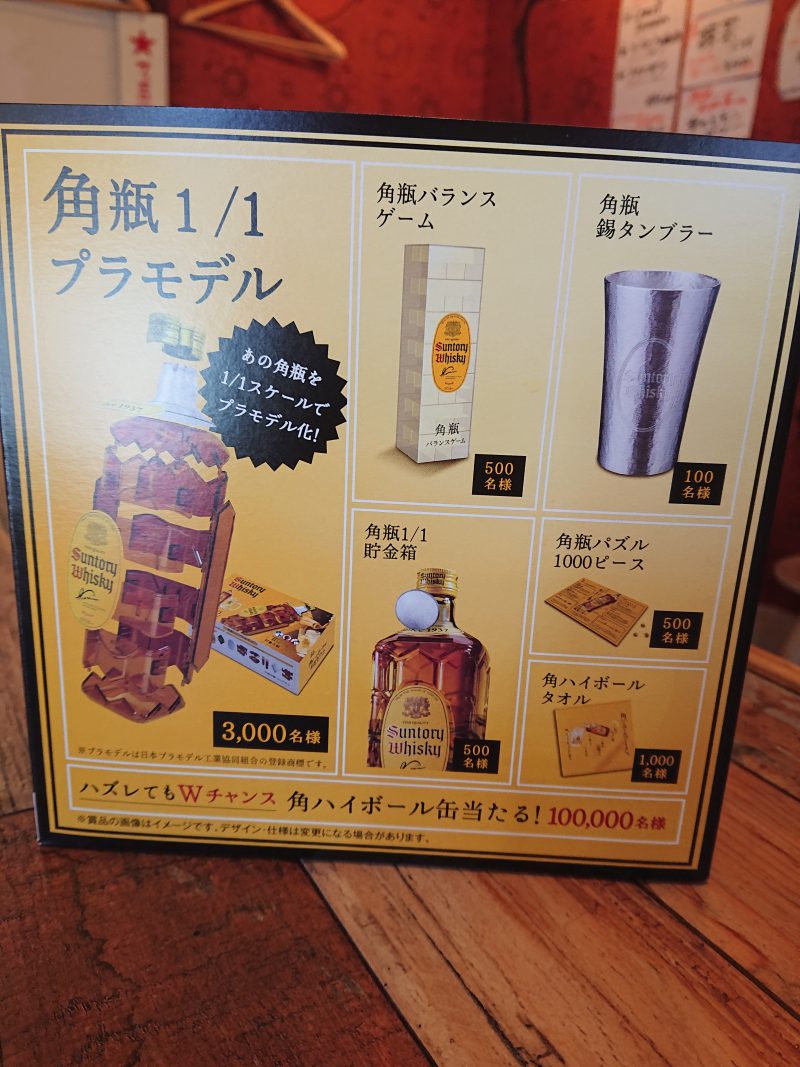 角瓶1/1
プラモデル
あの角瓶を
1/1スケールで
プラモデル化!
1937
Suntory
Whisky
Suntory
Whisky
3,000名様
※プラモデルは日本プラモデル工業協同組合の登録商標です。
角瓶バランス
ゲーム
Suntory
Whisky
角瓶
バランスゲーム
500
名様
角瓶
錫タンブラー
Suntory
Whisky
100
名様
角瓶1/1
貯金箱
Suntory
Whisky
1937
Suntory
Whisky
500
名様
角瓶パズル
1000ピース
500
名様
角ハイボール
タオル
1,000
名様
ハズレてもWチャンス 角ハイボール缶当たる! 100,000名様
※賞品の画像はイメージです。デザイン・仕様は変更になる場合があります。